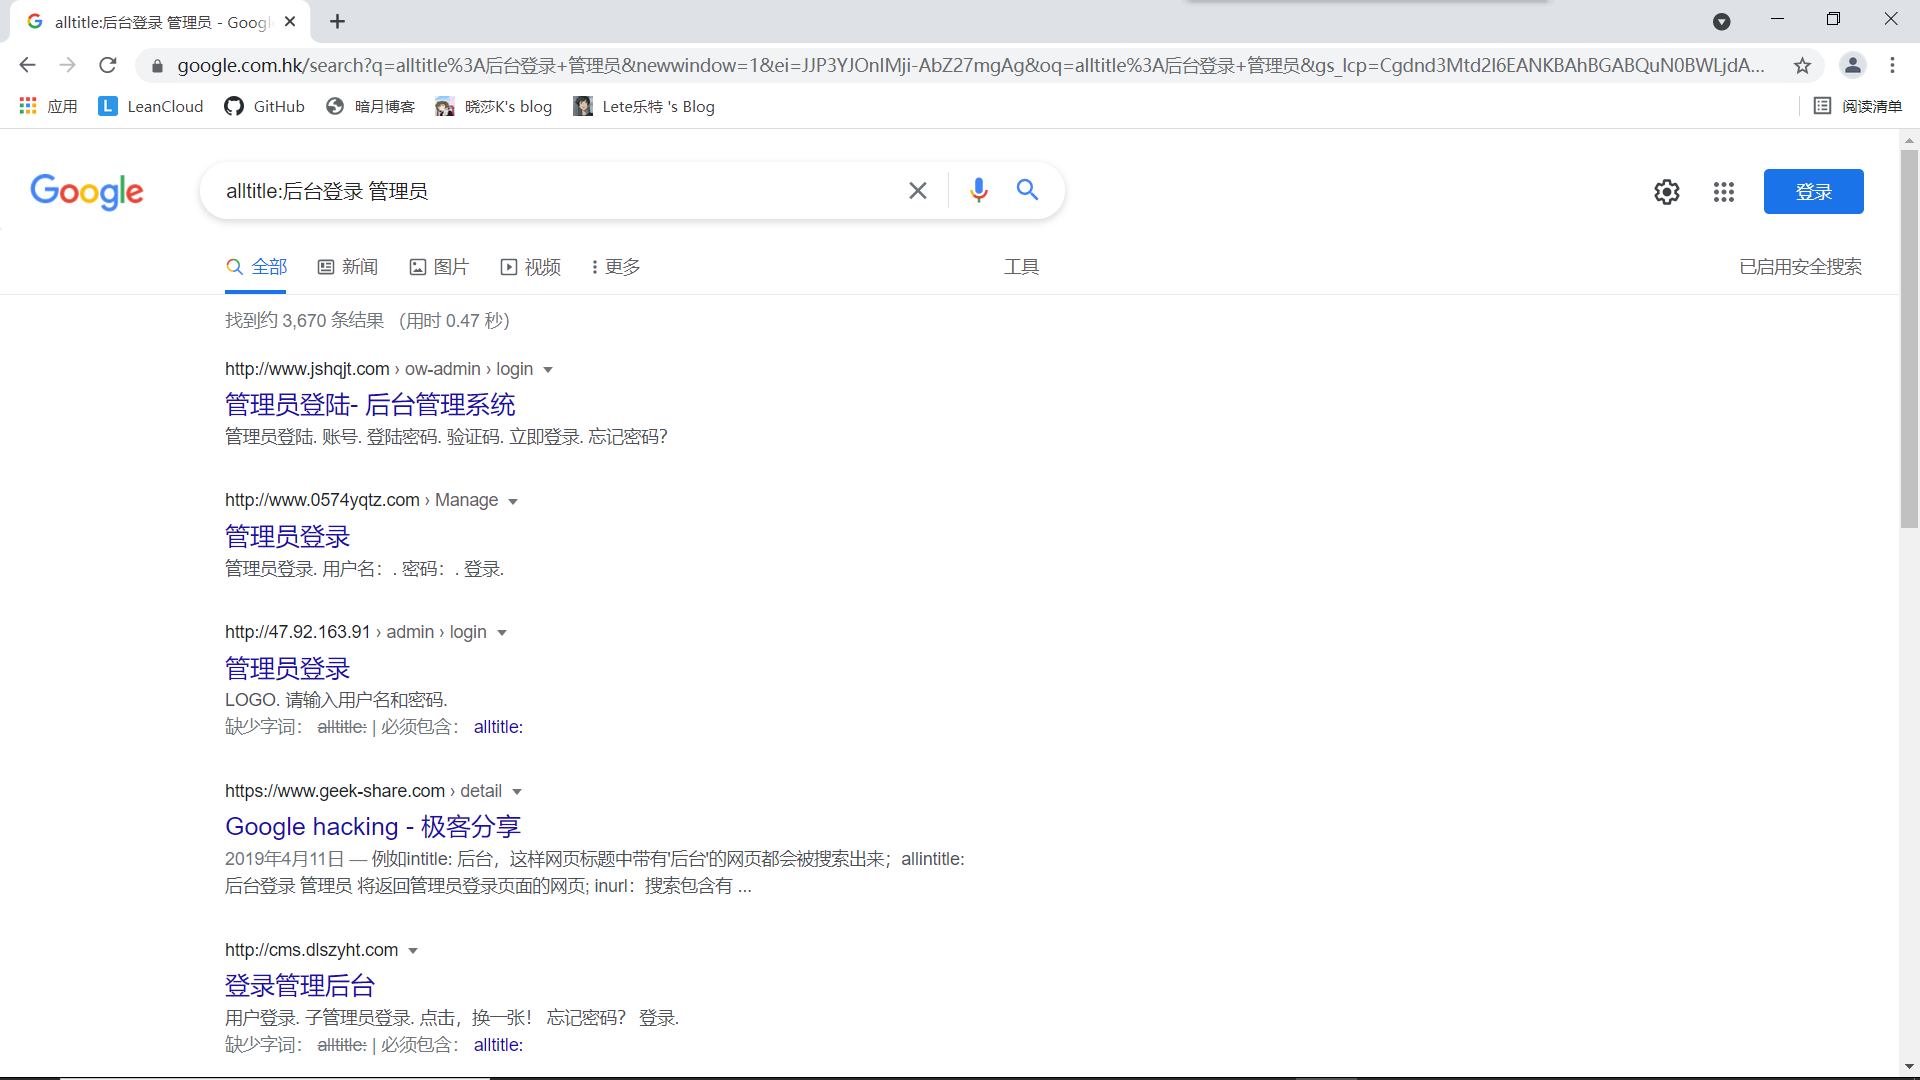 alltitle:后台登录 管理员 - Googl
google.com.hk/search?q=alltitle%3A后台登录+管理员&newwindow=1&ei=JJP3YJOnIMji-AbZ27mgAg&oq=alltitle%3A后台登录+管理员&gs_lcp=Cgdnd3Mtd2l6EANKBAhBGABQuN0BWLjdA...
应用 LeanCloud GitHub 暗月博客 晓莎K's blog Lete乐特 's Blog 阅读清单
Google alltitle:后台登录 管理员 登录
全部 新闻 图片 视频 更多 工具 已启用安全搜索
找到约 3,670 条结果 （用时 0.47 秒）
http://www.jshqjt.com › ow-admin › login
管理员登陆- 后台管理系统
管理员登陆. 账号. 登陆密码. 验证码. 立即登录. 忘记密码?
http://www.0574yqtz.com › Manage
管理员登录
管理员登录. 用户名：. 密码：. 登录.
http://47.92.163.91 › admin › login
管理员登录
LOGO. 请输入用户名和密码.
缺少字词： alltitle: | 必须包含： alltitle:
https://www.geek-share.com › detail
Google hacking - 极客分享
2019年4月11日 — 例如intitle: 后台，这样网页标题中带有'后台'的网页都会被搜索出来；allintitle:
后台登录 管理员 将返回管理员登录页面的网页; inurl：搜索包含有 ...
http://cms.dlszyht.com
登录管理后台
用户登录. 子管理员登录. 点击，换一张！ 忘记密码？ 登录.
缺少字词： alltitle: | 必须包含： alltitle: